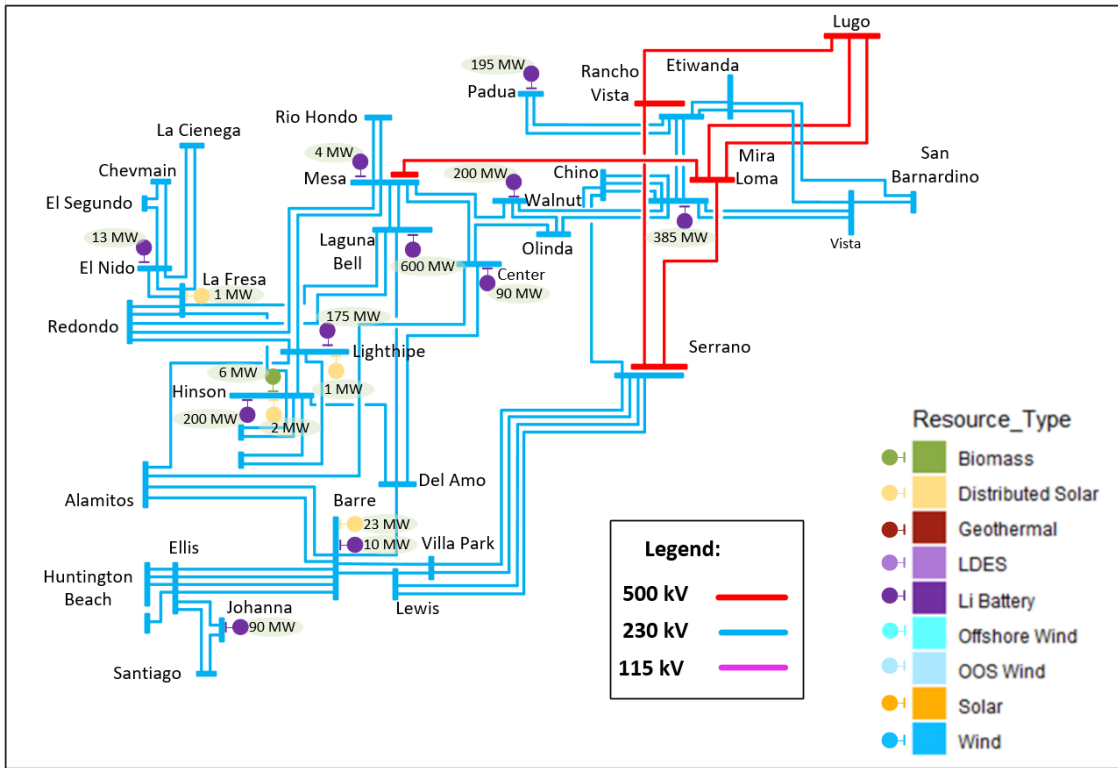 Lugo
Etiwanda
195 MW
Rancho
Vista
Padua
Rio Hondo
La Cienega
Mira
Loma
San
Barnardino
4 MW
Chino
Chevmain
Mesa
200 MW
Walnut
El Segundo
Laguna
Bell
Olinda
385 MW
Vista
13 MW
El Nido
La Fresa
600 MW
Center
1 MW
90 MW
Redondo
175 MW
Serrano
Lighthipe
6 MW
1 MW
Hinson
200 MW
2 MW
Resource_Type
Biomass
Del Amo
Alamitos
Barre
Distributed Solar
23 MW
Geothermal
10 MW
Villa Park
Legend:
Ellis
LDES
Huntington
Beach
500 kV
Li Battery
Johanna
Lewis
90 MW
230 kV
Offshore Wind
Santiago
115 kV
OOS Wind
Solar
Wind